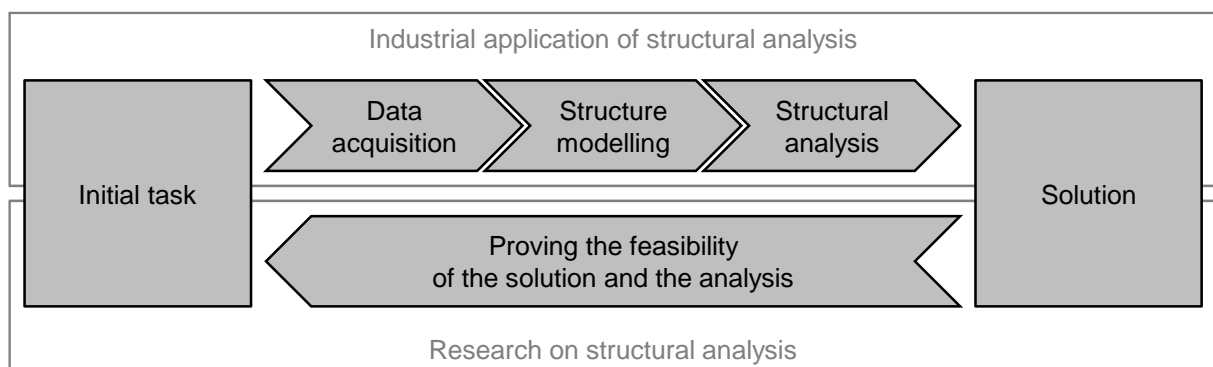 Industrial application of structural analysis
Initial task
Data
acquisition
Structure
modelling
Structural
analysis
Solution
Proving the feasibility
of the solution and the analysis
Research on structural analysis